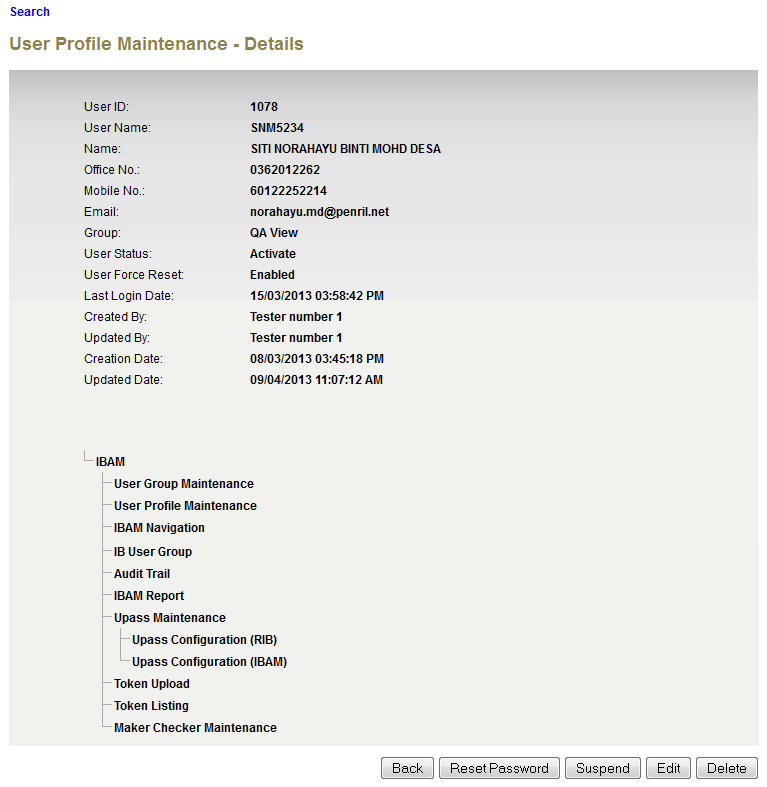 Search
User Profile Maintenance - Details
User ID: 1078
User Name: SNM5234
Name: SITI NORAHAYU BINTI MOHD DESA
Office No.: 0362012262
Mobile No.: 60122252214
Email: norahayu.md@penril.net
Group: QA View
User Status: Activate
User Force Reset: Enabled
Last Login Date: 15/03/2013 03:58:42 PM
Created By: Tester number 1
Updated By: Tester number 1
Creation Date: 08/03/2013 03:45:18 PM
Updated Date: 09/04/2013 11:07:12 AM
IBAM
User Group Maintenance
User Profile Maintenance
IBAM Navigation
IB User Group
Audit Trail
IBAM Report
Upass Maintenance
Upass Configuration (RIB)
Upass Configuration (IBAM)
Token Upload
Token Listing
Maker Checker Maintenance
Back Reset Password Suspend Edit Delete